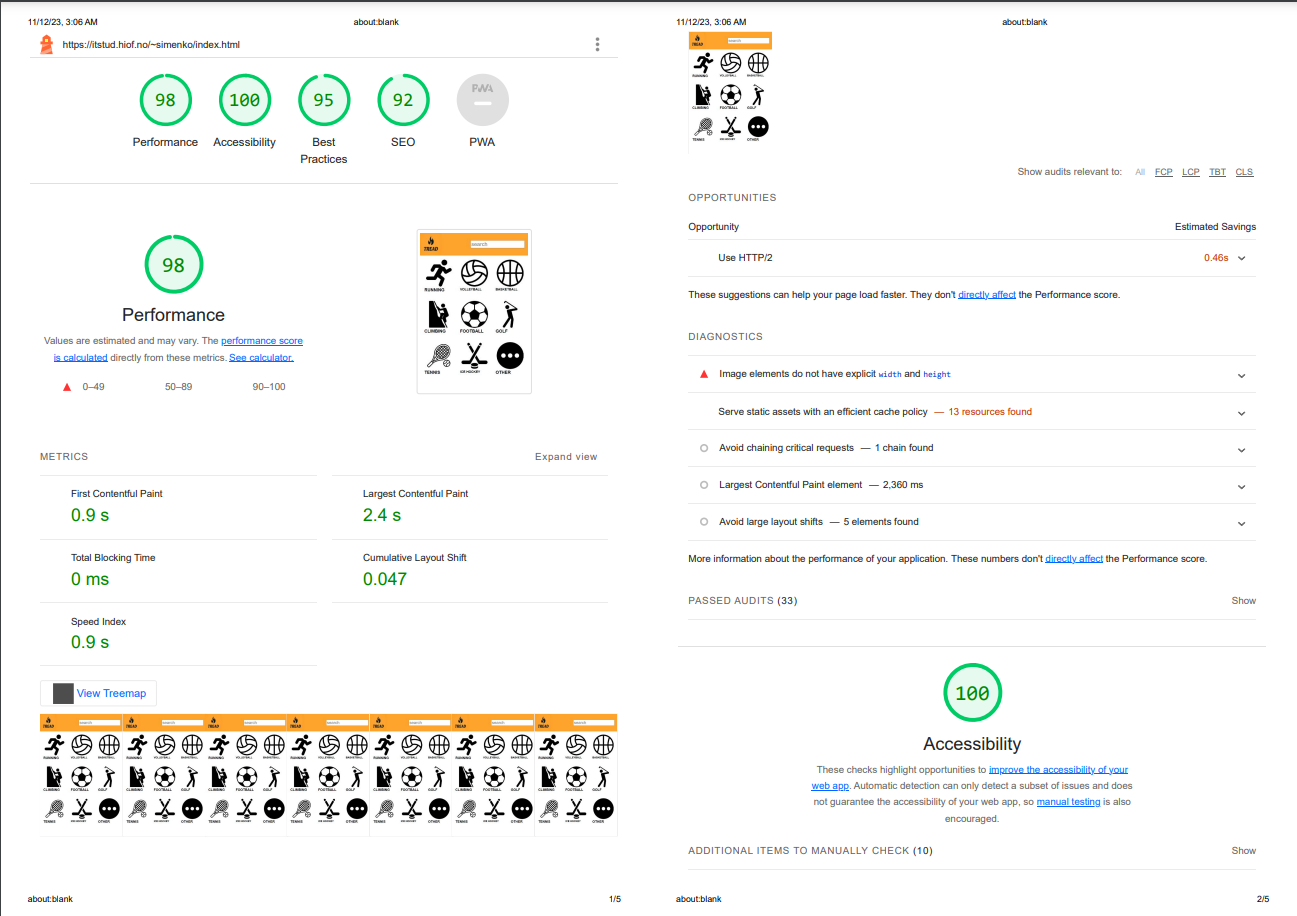 11/12/23, 3:06 AM about:blank
https://itstud.hiof.no/~simenko/index.html
98 100 95 92 PWA
Performance Accessibility Best Practices SEO PWA
98
TREAD search
RUNNING VOLLEYBALL BASKETBALL
CLIMBING FOOTBALL GOLF
TENNIS ICE HOCKEY OTHER
Performance
Values are estimated and may vary. The performance score
is calculated directly from these metrics. See calculator.
0–49 50–89 90–100
METRICS Expand view
First Contentful Paint Largest Contentful Paint
0.9 s 2.4 s
Total Blocking Time Cumulative Layout Shift
0 ms 0.047
Speed Index
0.9 s
View Treemap
about:blank 1/5
11/12/23, 3:06 AM about:blank
TREAD search
RUNNING VOLLEYBALL BASKETBALL
CLIMBING FOOTBALL GOLF
TENNIS ICE HOCKEY OTHER
Show audits relevant to: All FCP LCP TBT CLS
OPPORTUNITIES
Opportunity Estimated Savings
Use HTTP/2 0.46s
These suggestions can help your page load faster. They don't directly affect the Performance score.
DIAGNOSTICS
Image elements do not have explicit width and height
Serve static assets with an efficient cache policy — 13 resources found
Avoid chaining critical requests — 1 chain found
Largest Contentful Paint element — 2,360 ms
Avoid large layout shifts — 5 elements found
More information about the performance of your application. These numbers don't directly affect the Performance score.
PASSED AUDITS (33) Show
100
Accessibility
These checks highlight opportunities to improve the accessibility of your
web app. Automatic detection can only detect a subset of issues and does
not guarantee the accessibility of your web app, so manual testing is also
encouraged.
ADDITIONAL ITEMS TO MANUALLY CHECK (10) Show
about:blank 2/5